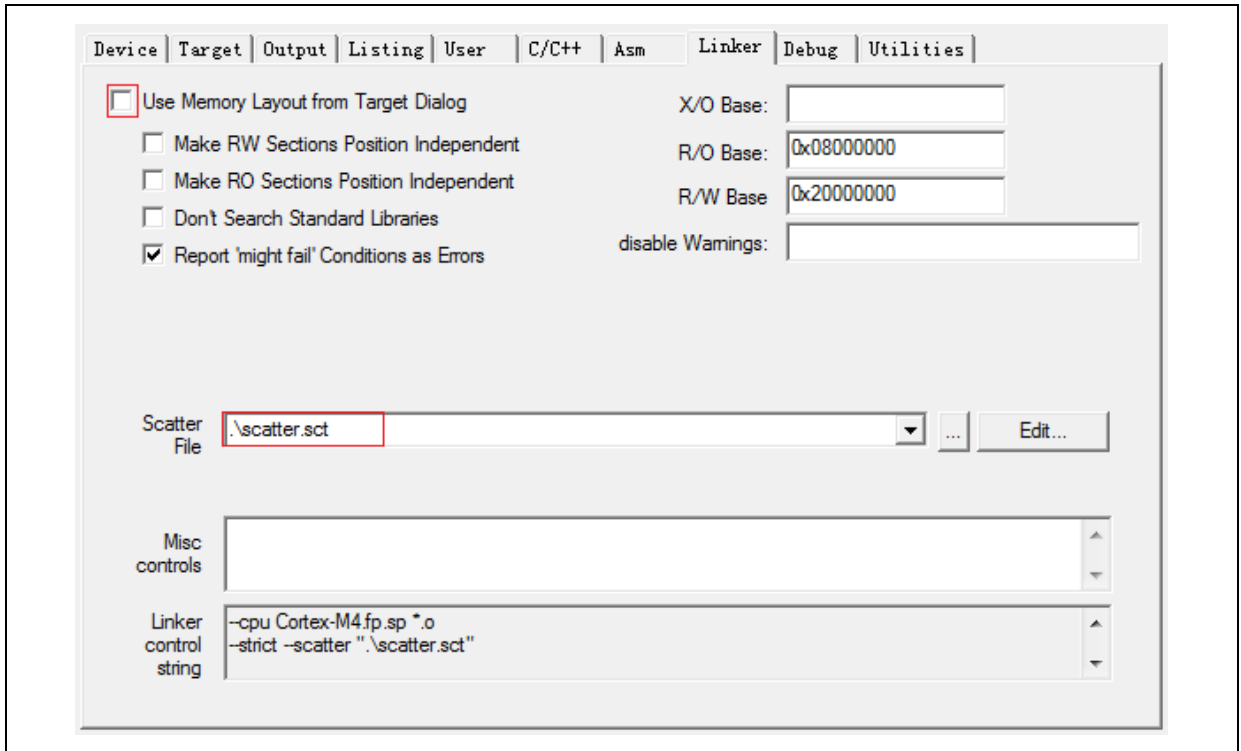 Device Target Output Listing User C/C++ Asm Linker Debug Utilities
Use Memory Layout from Target Dialog
Make RW Sections Position Independent
Make RO Sections Position Independent
Don't Search Standard Libraries
Report 'might fail' Conditions as Errors
X/O Base:
R/O Base: 0x08000000
R/W Base 0x20000000
disable Warnings:
Scatter
File
.\scatter.sct
... Edit...
Misc
controls
Linker
control
string
--cpu Cortex-M4.fp.sp *.o
--strict --scatter ".\scatter.sct"